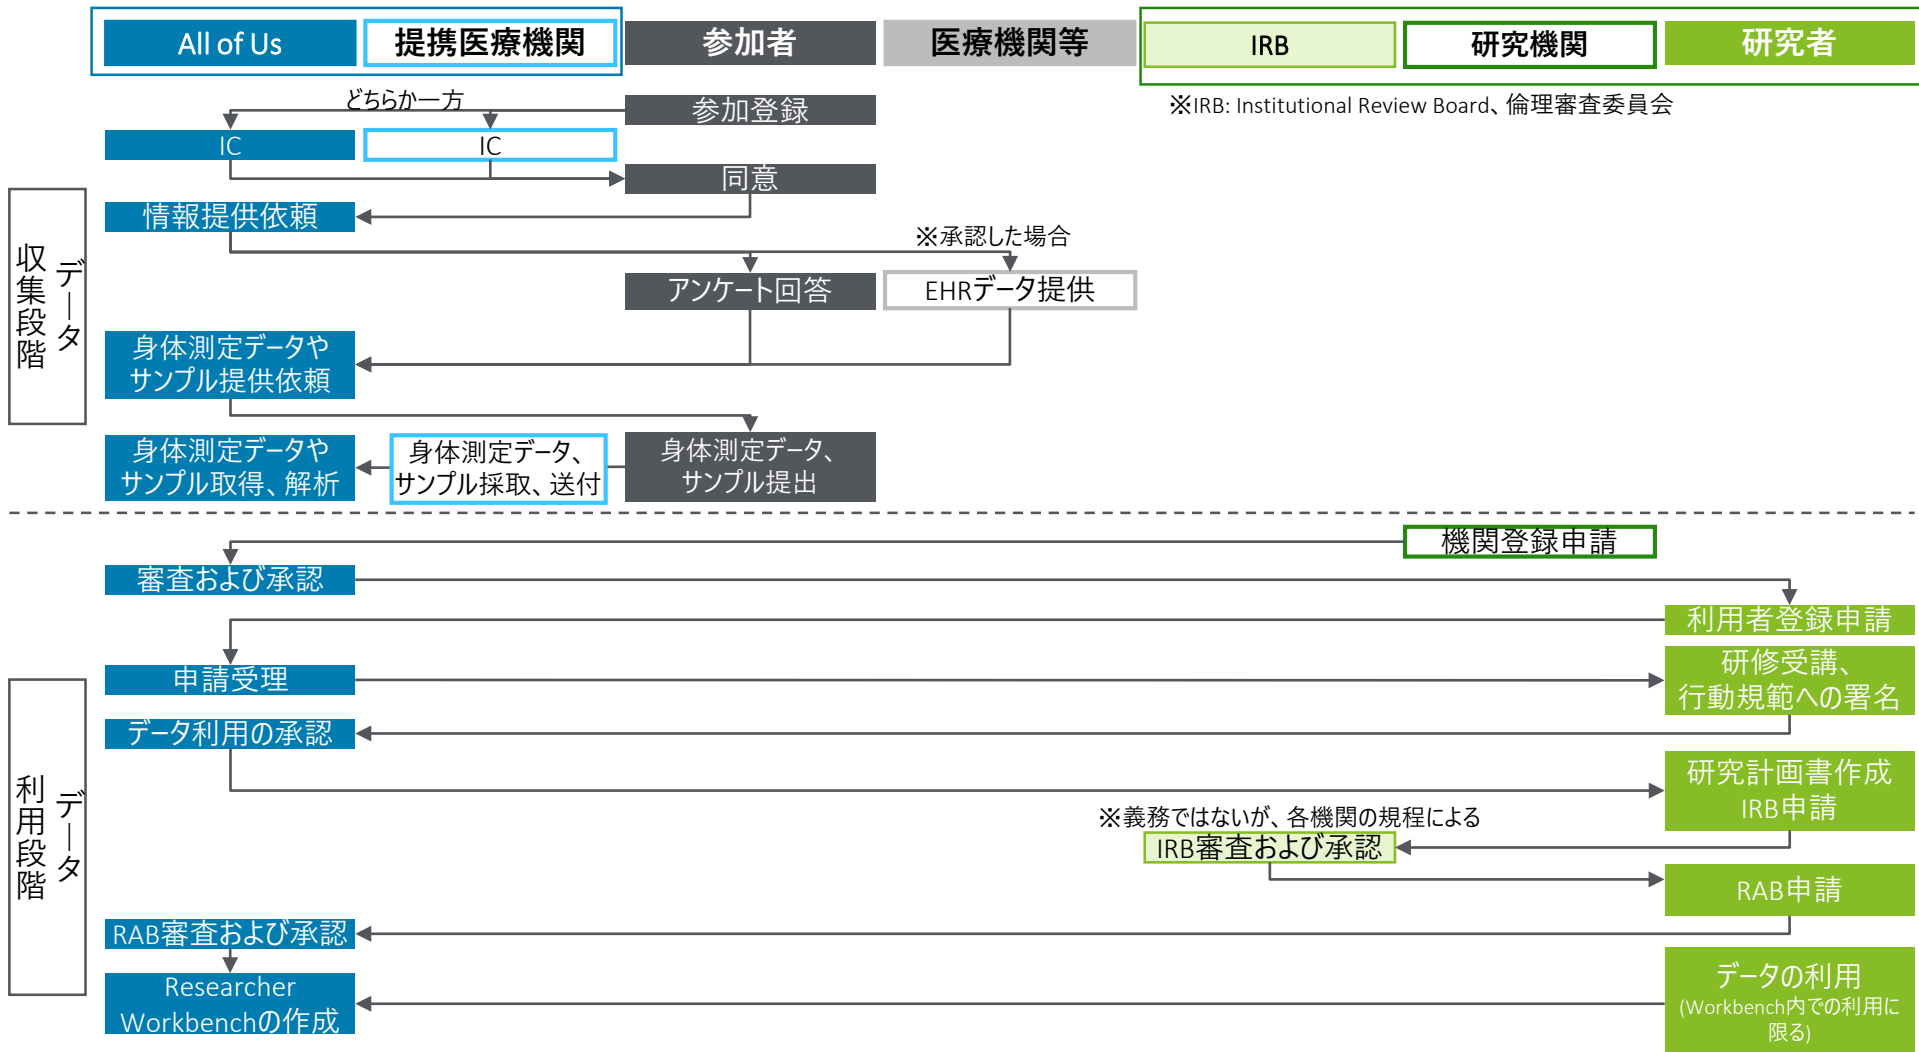 All of Us
提携医療機関
参加者
医療機関等
IRB
研究機関
研究者
※IRB: Institutional Review Board、倫理審査委員会
どちらか一方
参加登録
IC
IC
同意
データ
収集段階
情報提供依頼
※承認した場合
アンケート回答
EHRデータ提供
身体測定データや
サンプル提供依頼
身体測定データや
サンプル取得、解析
身体測定データ、
サンプル採取、送付
身体測定データ、
サンプル提出
機関登録申請
審査および承認
利用者登録申請
申請受理
研修受講、
行動規範への署名
データ
利用段階
データ利用の承認
研究計画書作成
IRB申請
※義務ではないが、各機関の規程による
IRB審査および承認
RAB申請
RAB審査および承認
Researcher
Workbenchの作成
データの利用
(Workbench内での利用に
限る)